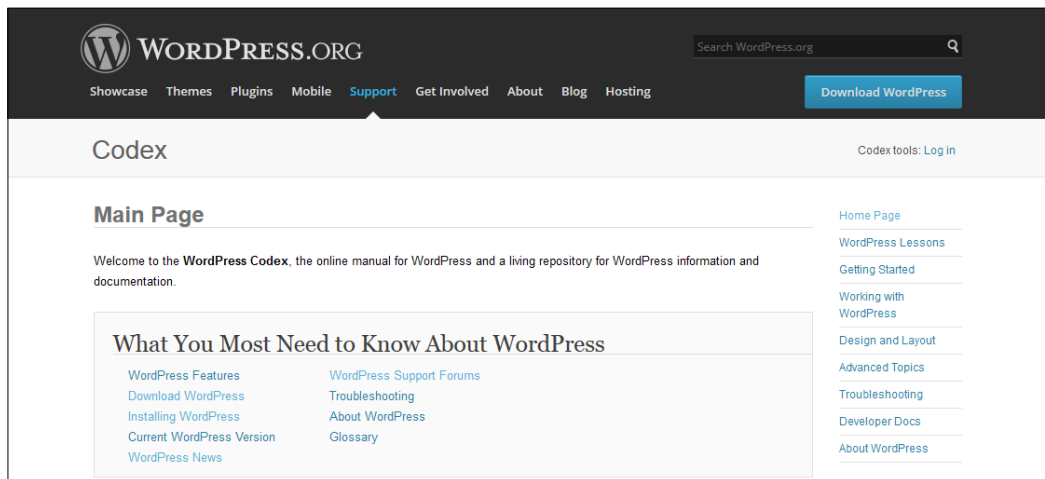 WORDPRESS.ORG
Search WordPress.org
Showcase Themes Plugins Mobile Support Get Involved About Blog Hosting
Download WordPress
Codex
Codex tools: Log in
Main Page
Welcome to the WordPress Codex, the online manual for WordPress and a living repository for WordPress information and
documentation.
What You Most Need to Know About WordPress
WordPress Features
Download WordPress
Installing WordPress
Current WordPress Version
WordPress News
WordPress Support Forums
Troubleshooting
About WordPress
Glossary
Home Page
WordPress Lessons
Getting Started
Working with
WordPress
Design and Layout
Advanced Topics
Troubleshooting
Developer Docs
About WordPress